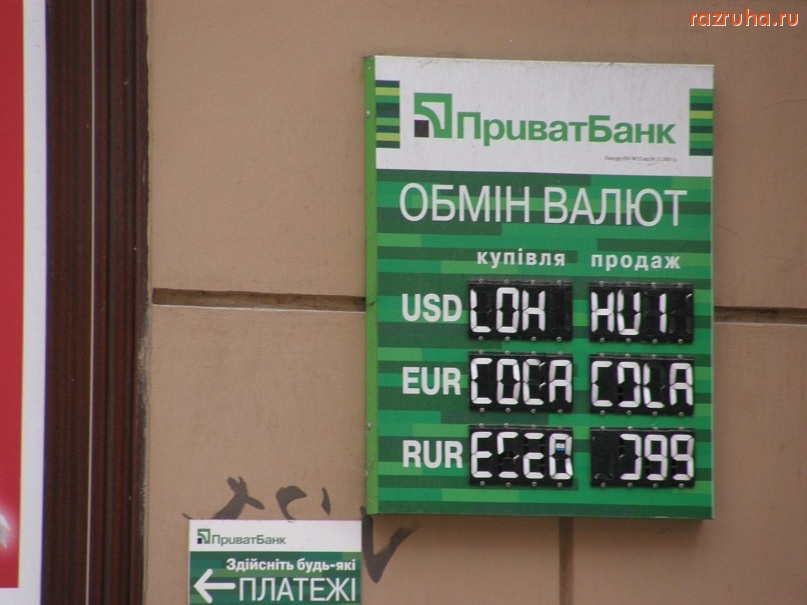 razruha.ru
ПриватБанк
ОБМІН ВАЛЮТ
купівля продаж
USD LOH HUI
EUR COCA COLA
RUR
ПриватБанк
Здійсніть будь-які
ПЛАТЕЖІ